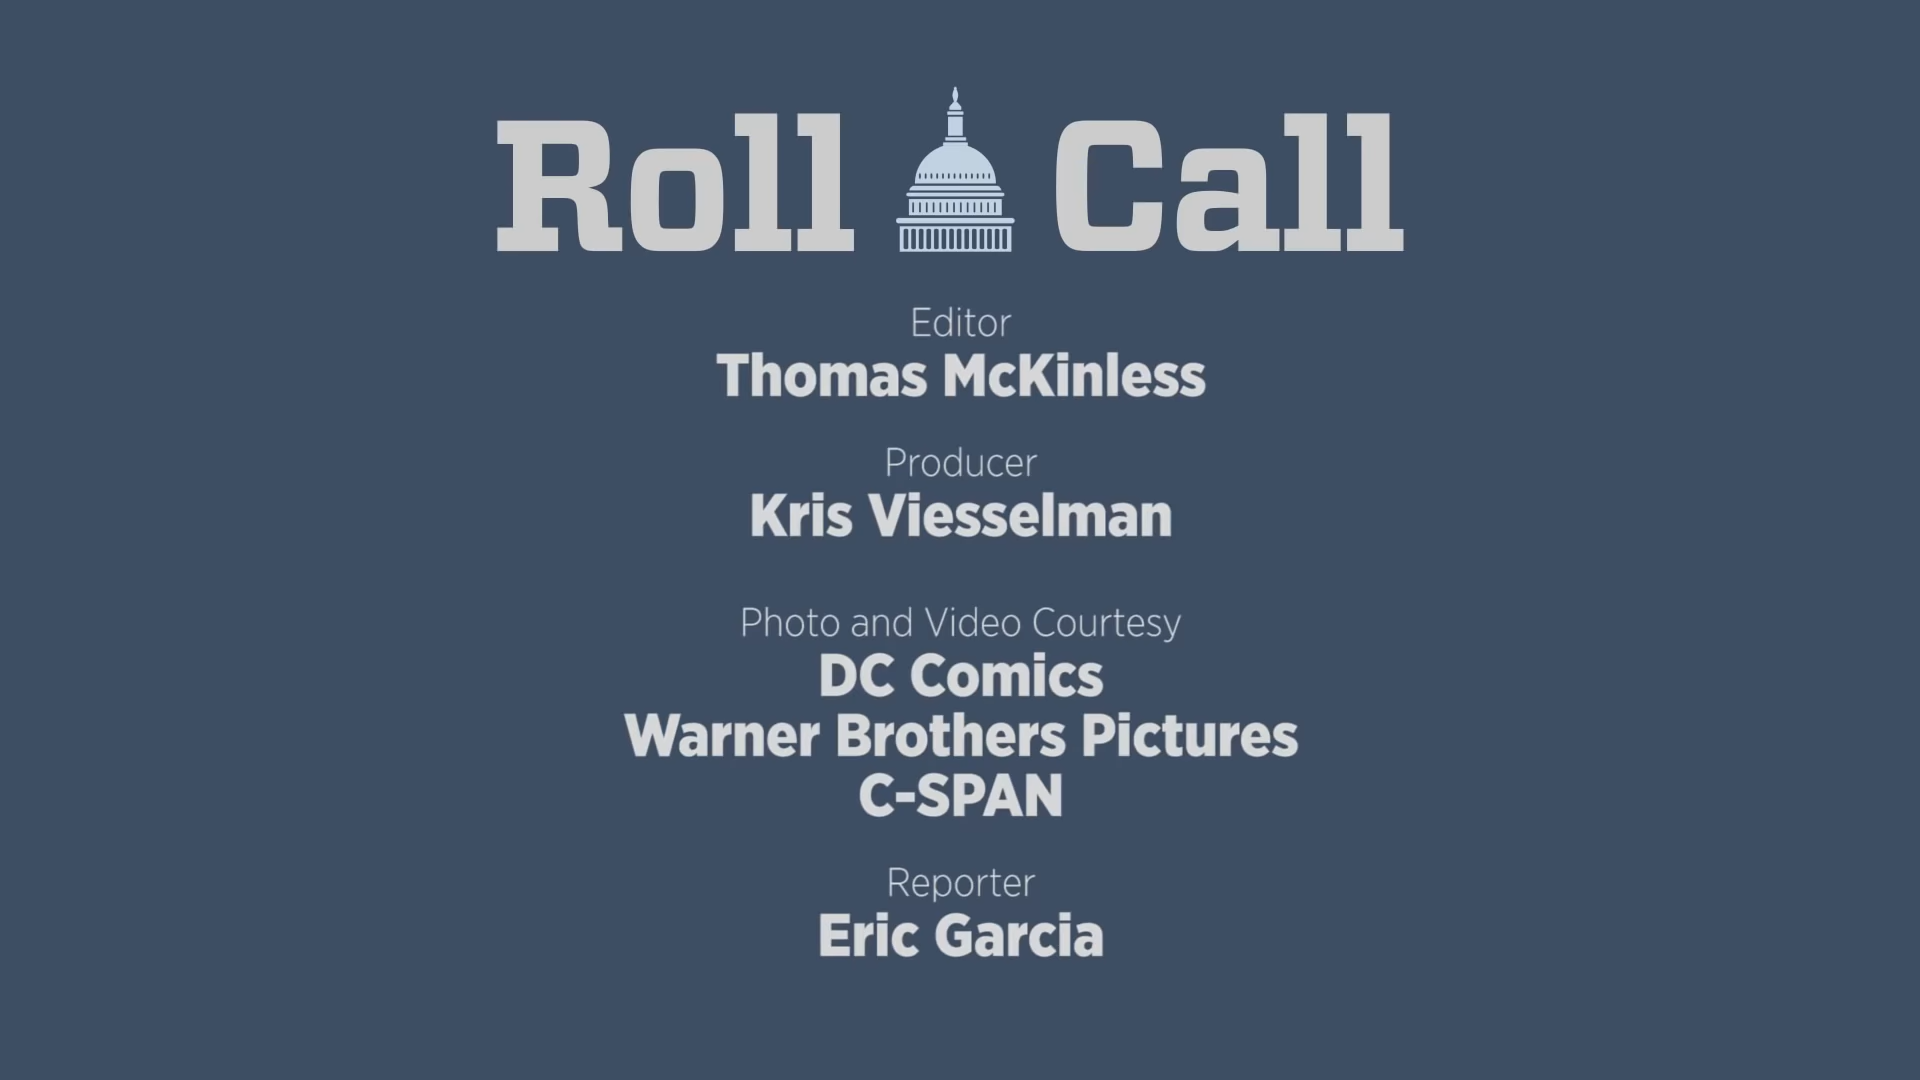 Roll Call
Editor
Thomas McKinless
Producer
Kris Viesselman
Photo and Video Courtesy
DC Comics
Warner Brothers Pictures
C-SPAN
Reporter
Eric Garcia